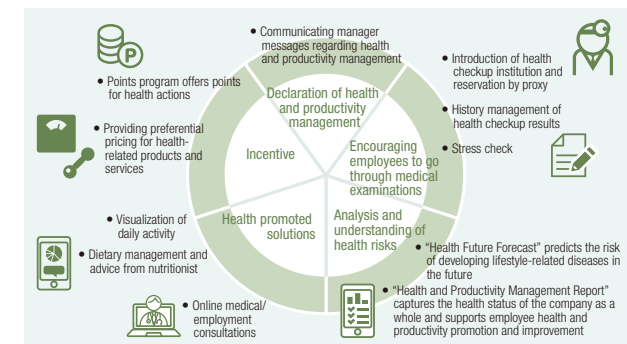 • Communicating manager
messages regarding health
and productivity management
P
• Points program offers points
for health actions
• Introduction of health
checkup institution and
reservation by proxy
• History management of
health checkup results
• Stress check
• Providing preferential
pricing for health-
related products and
services
Declaration of health
and productivity
management
Incentive
Encouraging
employees to go
through medical
examinations
Health promoted
solutions
Analysis and
understanding of
health risks
• Visualization of
daily activity
• Dietary management and
advice from nutritionist
• Online medical/
employment
consultations
• “Health Future Forecast” predicts the risk
of developing lifestyle-related diseases in
the future
• “Health and Productivity Management Report”
captures the health status of the company as a
whole and supports employee health and
productivity promotion and improvement